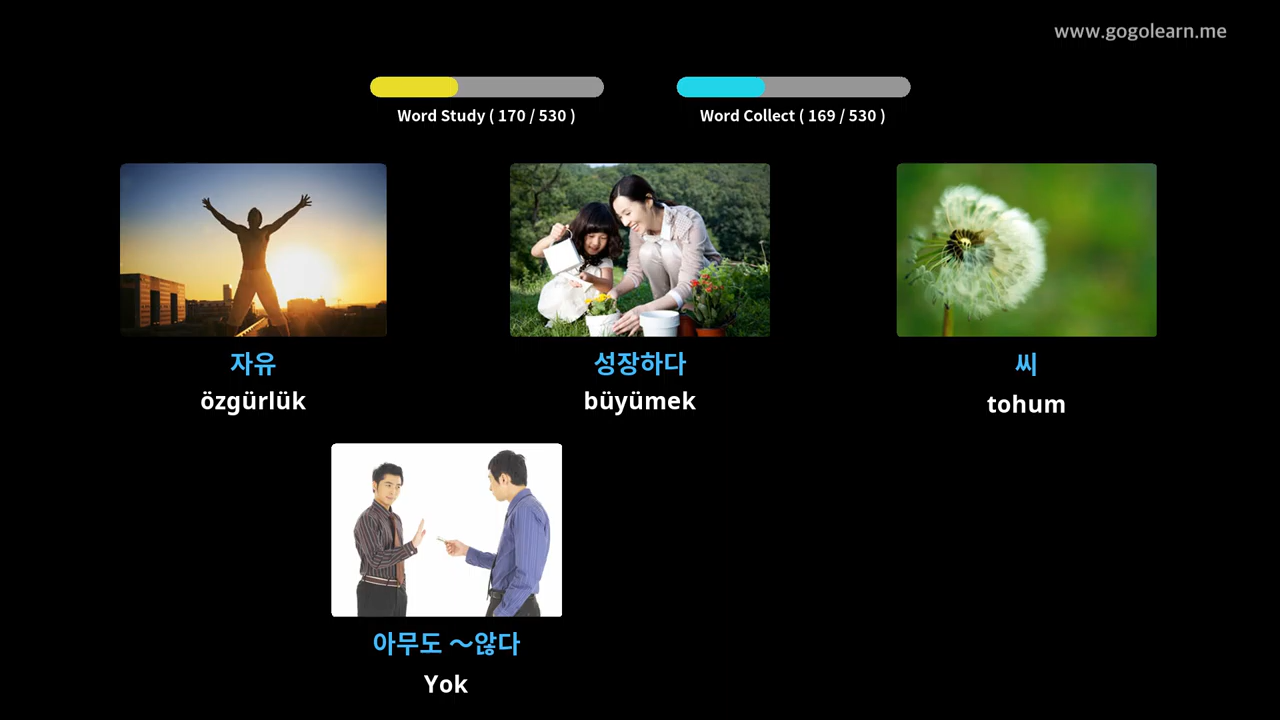 www.gogolearn.me
Word Study ( 170 / 530 )
Word Collect ( 169 / 530 )
자유
özgürlük
성장하다
büyümek
씨
tohum
아무도 ～않다
Yok